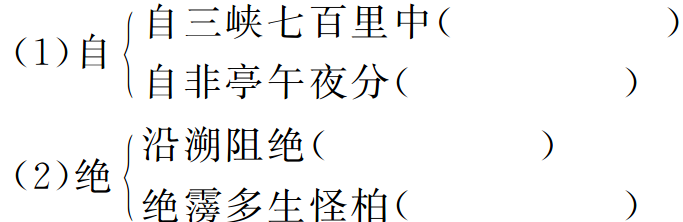 (1)自{自三峡七百里中(　　　)
自非亭午夜分(　　　)
(2)绝{沿溯阻绝(　　　)
绝霶多生怪柏(　　　)